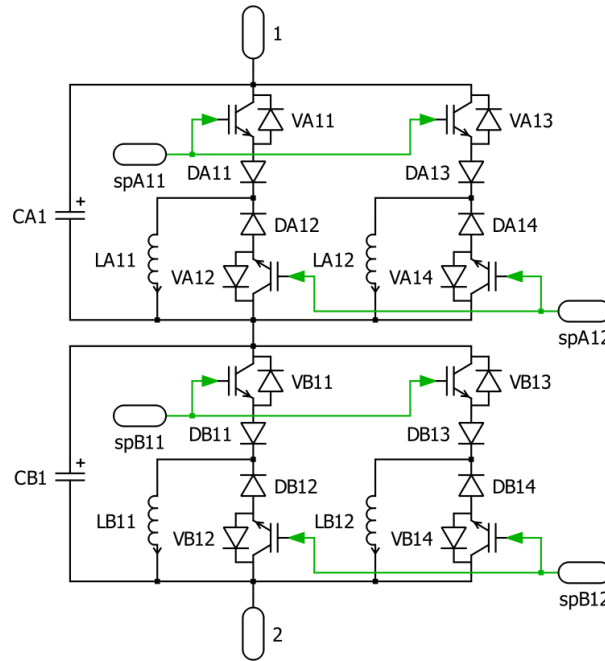 1
VA11
VA13
spA11
DA11
DA13
CA1
+
DA12
DA14
LA11
VA12
LA12
VA14
spA12
VB11
VB13
spB11
DB11
DB13
CB1
+
DB12
DB14
LB11
VB12
LB12
VB14
spB12
2